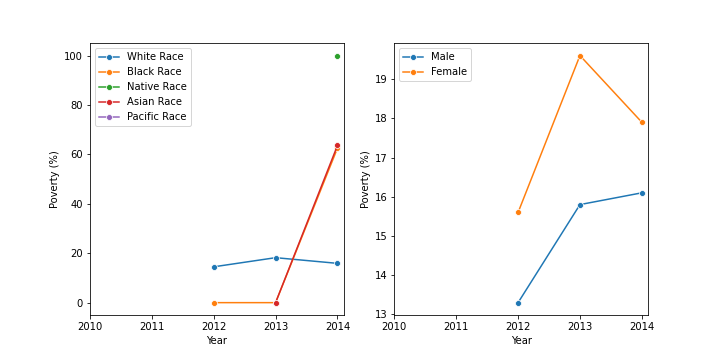 White Race
Black Race
Native Race
Asian Race
Pacific Race
100
80
60
40
20
0
Poverty (%)
2010 2011 2012 2013 2014
Year
Male
Female
19
18
17
16
15
14
13
Poverty (%)
2010 2011 2012 2013 2014
Year